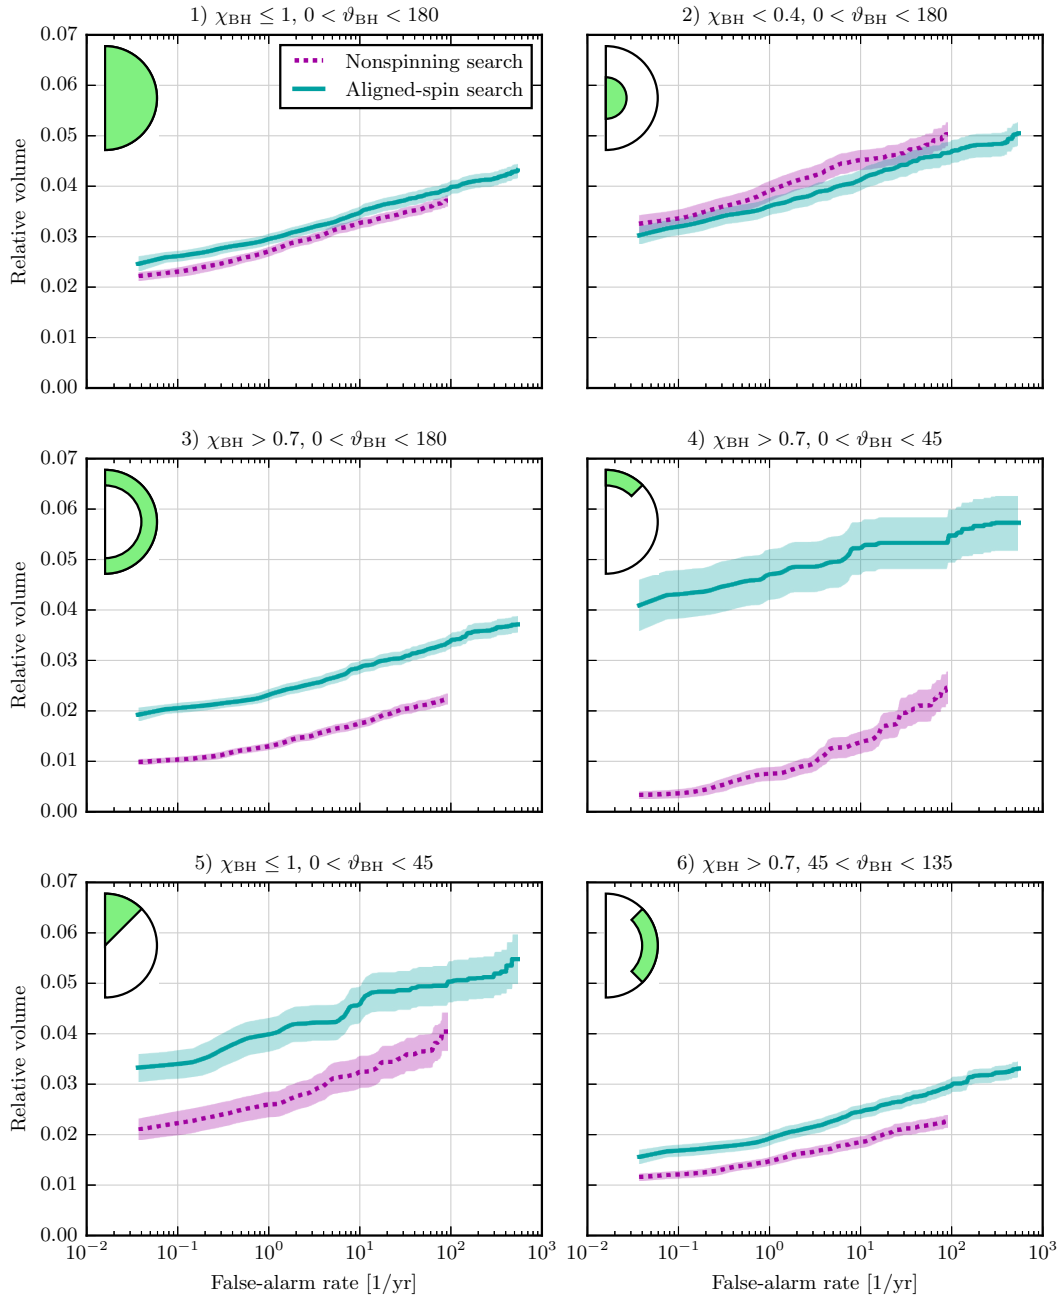 1) χBH ≤ 1, 0 < ϑBH < 180
2) χBH < 0.4, 0 < ϑBH < 180
0.07
0.06
0.05
0.04
0.03
0.02
0.01
0.00
Relative volume
Nonspinning search
Aligned-spin search
3) χBH > 0.7, 0 < ϑBH < 180
4) χBH > 0.7, 0 < ϑBH < 45
0.07
0.06
0.05
0.04
0.03
0.02
0.01
0.00
Relative volume
5) χBH ≤ 1, 0 < ϑBH < 45
6) χBH > 0.7, 45 < ϑBH < 135
0.07
0.06
0.05
0.04
0.03
0.02
0.01
0.00
Relative volume
10⁻² 10⁻¹ 10⁰ 10¹ 10² 10³
10⁻² 10⁻¹ 10⁰ 10¹ 10² 10³
False-alarm rate [1/yr]
False-alarm rate [1/yr]